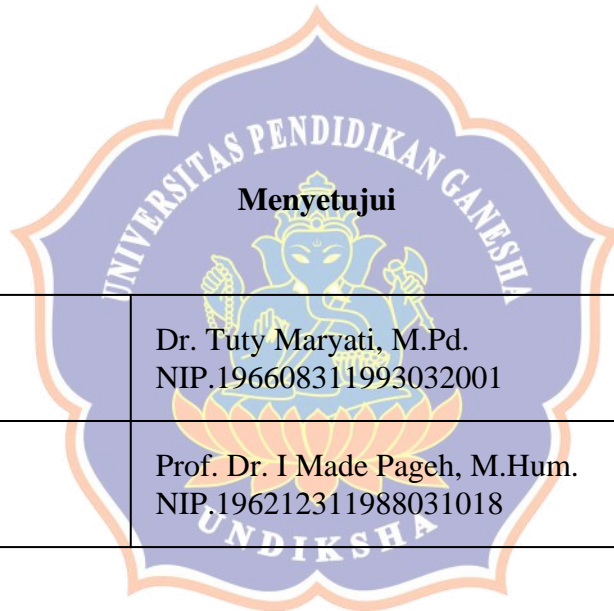 UNIVERSITAS PENDIDIKAN GANESHA
Menyetujui
Dr. Tuty Maryati, M.Pd.
NIP.196608311993032001
Prof. Dr. I Made Pageh, M.Hum.
NIP.196212311988031018
UNDIKSHA